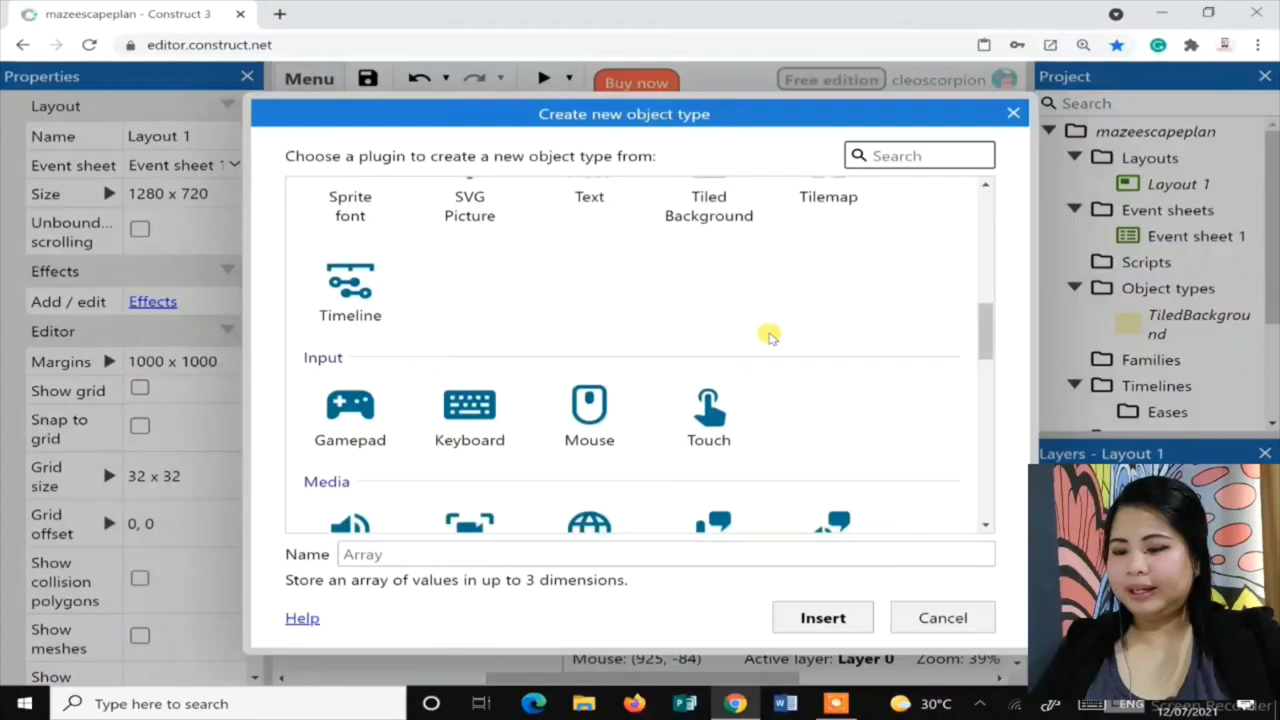 mazeescapeplan - Construct 3
editor.construct.net
Properties
Menu
Buy now
Free edition
cleoscorpion
Project
Layout
Name Layout 1
Event sheet Event sheet 1
Size 1280 x 720
Unbound... scrolling
Effects
Add / edit Effects
Editor
Margins 1000 x 1000
Show grid
Snap to grid
Grid size 32 x 32
Grid offset 0, 0
Show collision polygons
Show meshes
Show
Create new object type
Choose a plugin to create a new object type from:
Search
Sprite font
SVG Picture
Text
Tiled Background
Tilemap
Timeline
Input
Gamepad
Keyboard
Mouse
Touch
Media
Name Array
Store an array of values in up to 3 dimensions.
Help
Insert
Cancel
Mouse: (925, -84) Active layer: Layer 0 Zoom: 39%
Search
mazeescapeplan
Layouts
Layout 1
Event sheets
Event sheet 1
Scripts
Object types
TiledBackground
Families
Timelines
Eases
Layers - Layout 1
Type here to search
30°C
ENG
12/07/2021
Screen Recorder